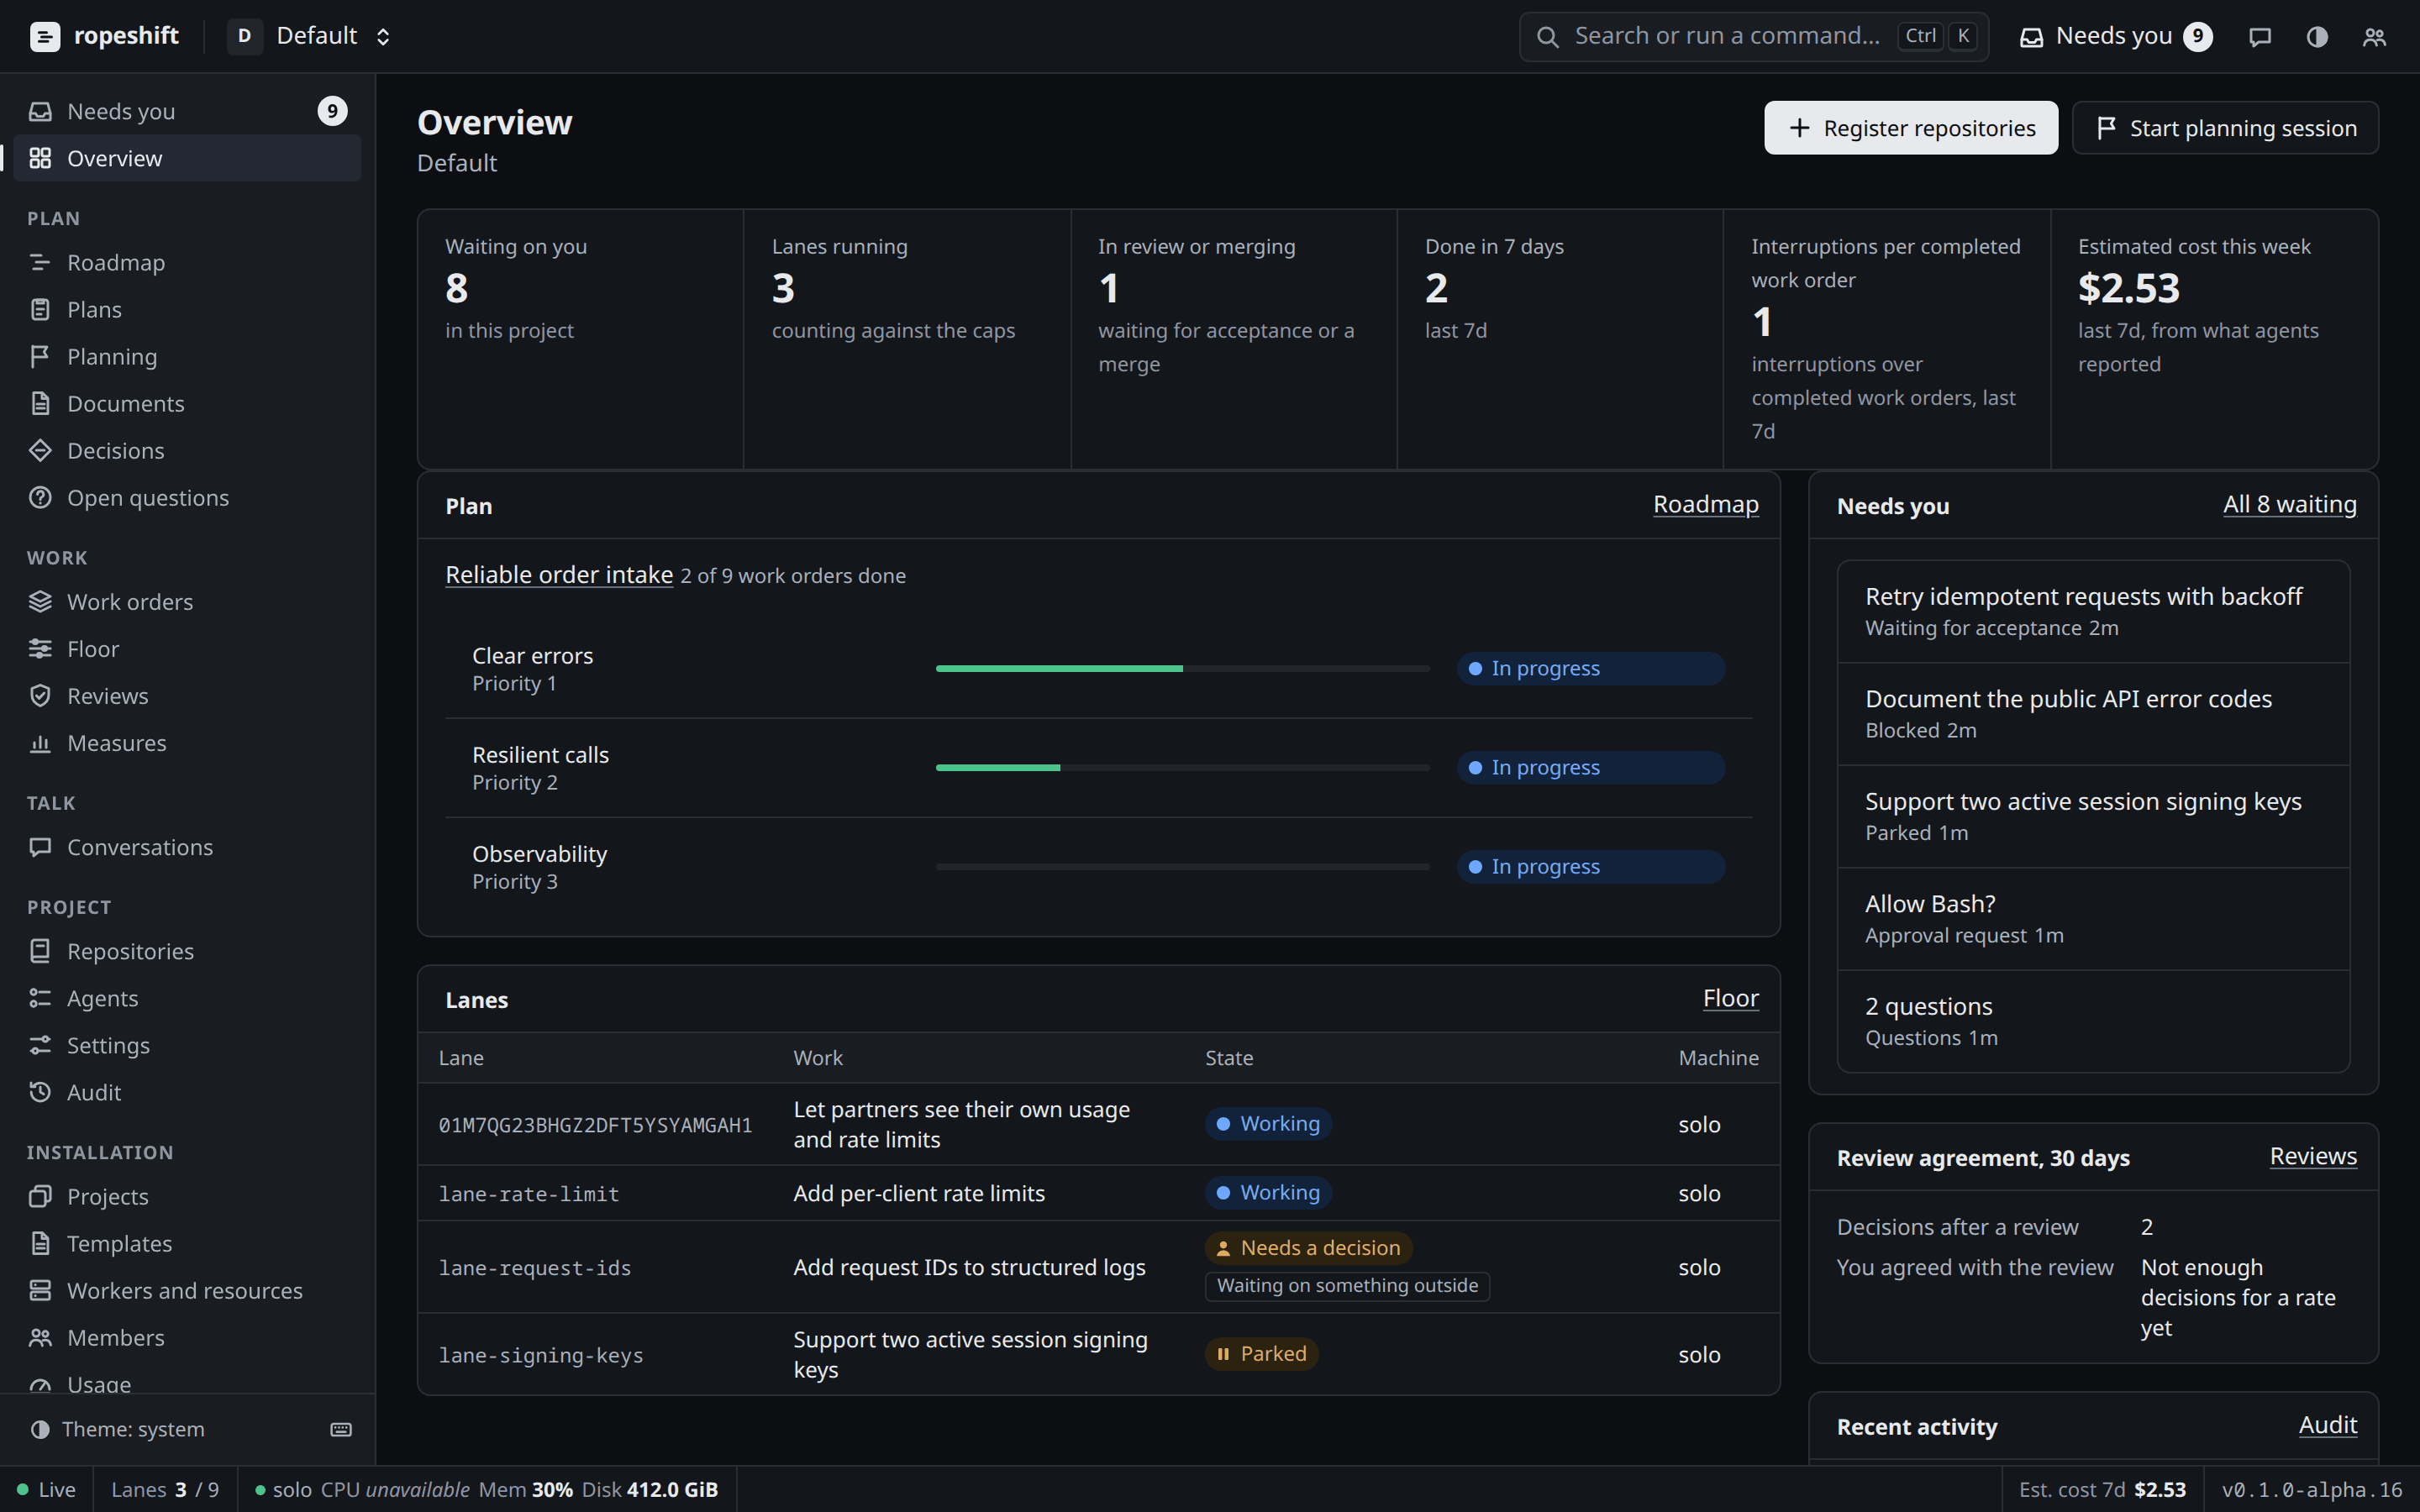 ropeshift
D Default
Search or run a command... Ctrl K
Needs you 9
Needs you 9
Overview
PLAN
Roadmap
Plans
Planning
Documents
Decisions
Open questions
WORK
Work orders
Floor
Reviews
Measures
TALK
Conversations
PROJECT
Repositories
Agents
Settings
Audit
INSTALLATION
Projects
Templates
Workers and resources
Members
Usage
Theme: system
Overview
Default
Register repositories
Start planning session
Waiting on you
8
in this project
Lanes running
3
counting against the caps
In review or merging
1
waiting for acceptance or a
merge
Done in 7 days
2
last 7d
Interruptions per completed
work order
1
interruptions over
completed work orders, last
7d
Estimated cost this week
$2.53
last 7d, from what agents
reported
Plan Roadmap
Reliable order intake 2 of 9 work orders done
Clear errors
Priority 1
In progress
Resilient calls
Priority 2
In progress
Observability
Priority 3
In progress
Lanes Floor
Lane Work State Machine
01M7QG23BHGZ2DFT5YSYAMGAH1
Let partners see their own usage
and rate limits
Working
solo
lane-rate-limit Add per-client rate limits Working solo
lane-request-ids Add request IDs to structured logs
Needs a decision
Waiting on something outside
solo
lane-signing-keys
Support two active session signing
keys
Parked
solo
Needs you All 8 waiting
Retry idempotent requests with backoff
Waiting for acceptance 2m
Document the public API error codes
Blocked 2m
Support two active session signing keys
Parked 1m
Allow Bash?
Approval request 1m
2 questions
Questions 1m
Review agreement, 30 days Reviews
Decisions after a review 2
You agreed with the review Not enough
decisions for a rate
yet
Recent activity Audit
Live
Lanes 3 / 9
solo CPU unavailable Mem 30% Disk 412.0 GiB
Est. cost 7d $2.53
v0.1.0-alpha.16